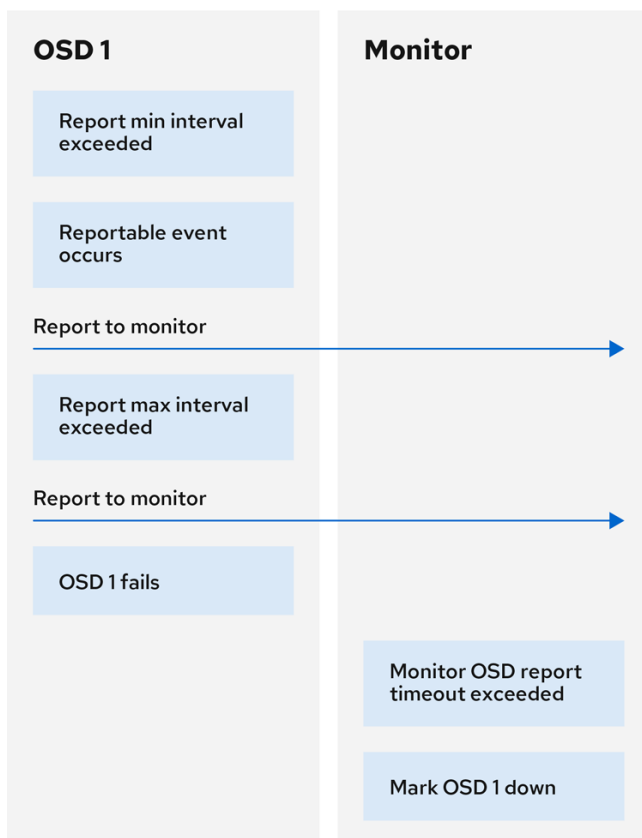 OSD 1
Monitor
Report min interval
exceeded
Reportable event
occurs
Report to monitor
Report max interval
exceeded
Report to monitor
OSD 1 fails
Monitor OSD report
timeout exceeded
Mark OSD 1 down